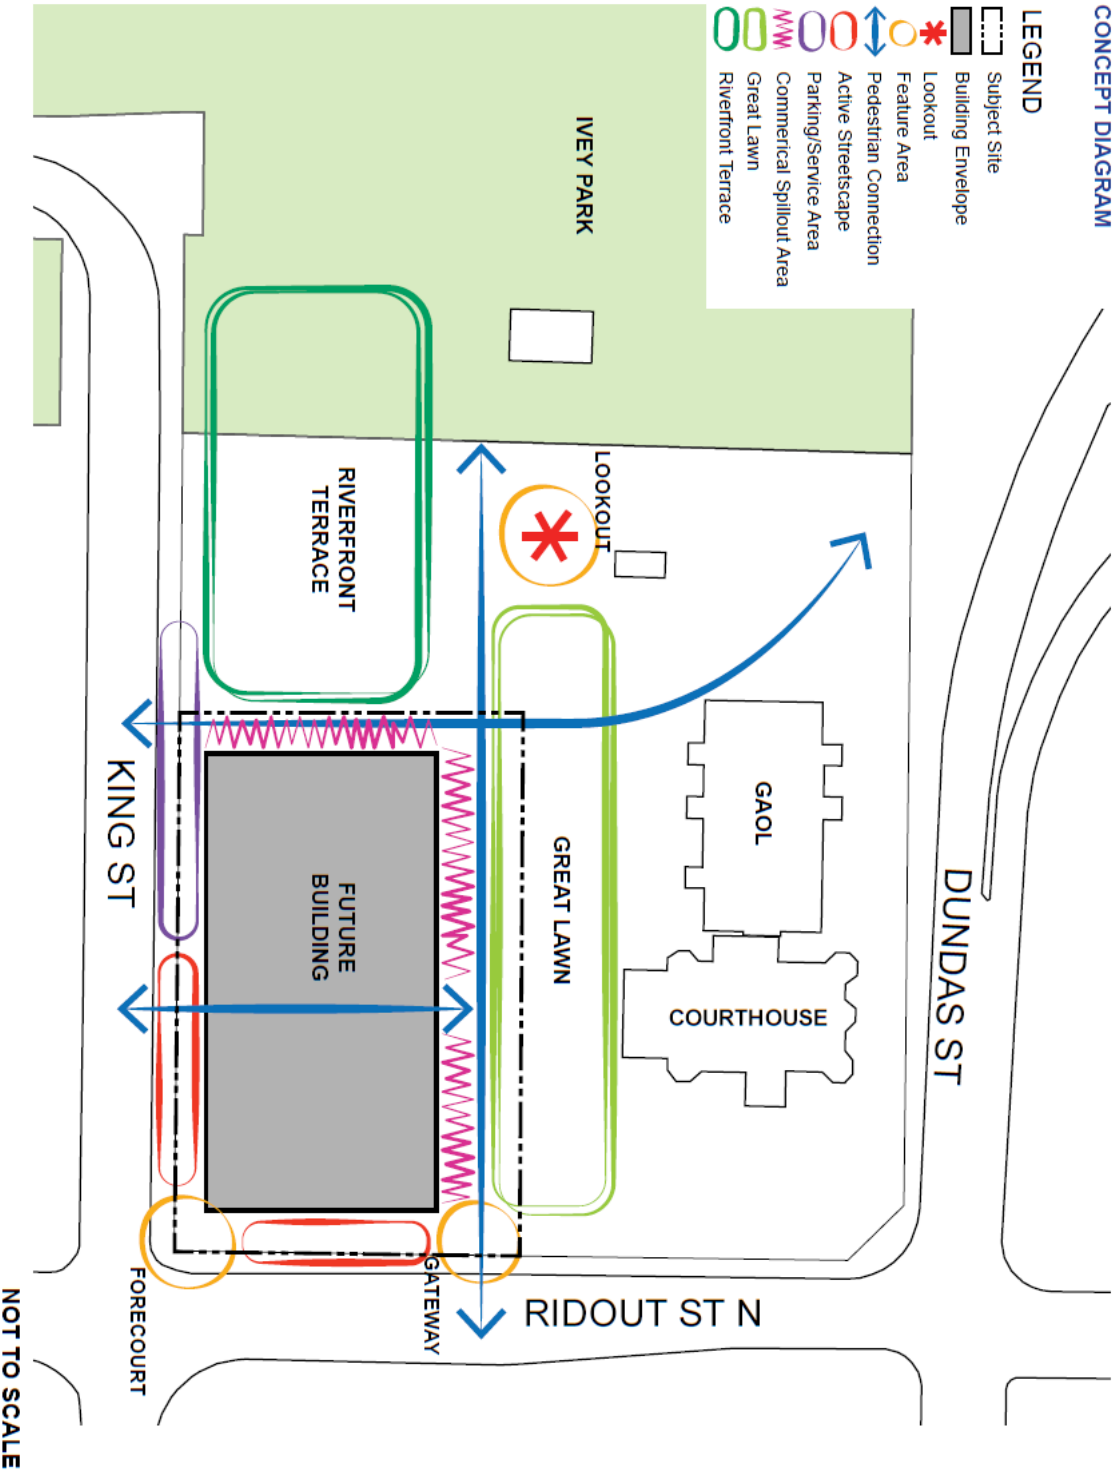 CONCEPT DIAGRAM
LEGEND
Subject Site
Building Envelope
Lookout
Feature Area
Pedestrian Connection
Active Streetscape
Parking/Service Area
Commerical Spillout Area
Great Lawn
Riverfront Terrace
IVEY PARK
LOOKOUT
RIVERFRONT
TERRACE
GAOL
GREAT LAWN
COURTHOUSE
DUNDAS ST
KING ST
FUTURE
BUILDING
RIDOUT ST N
GATEWAY
FORECOURT
NOT TO SCALE